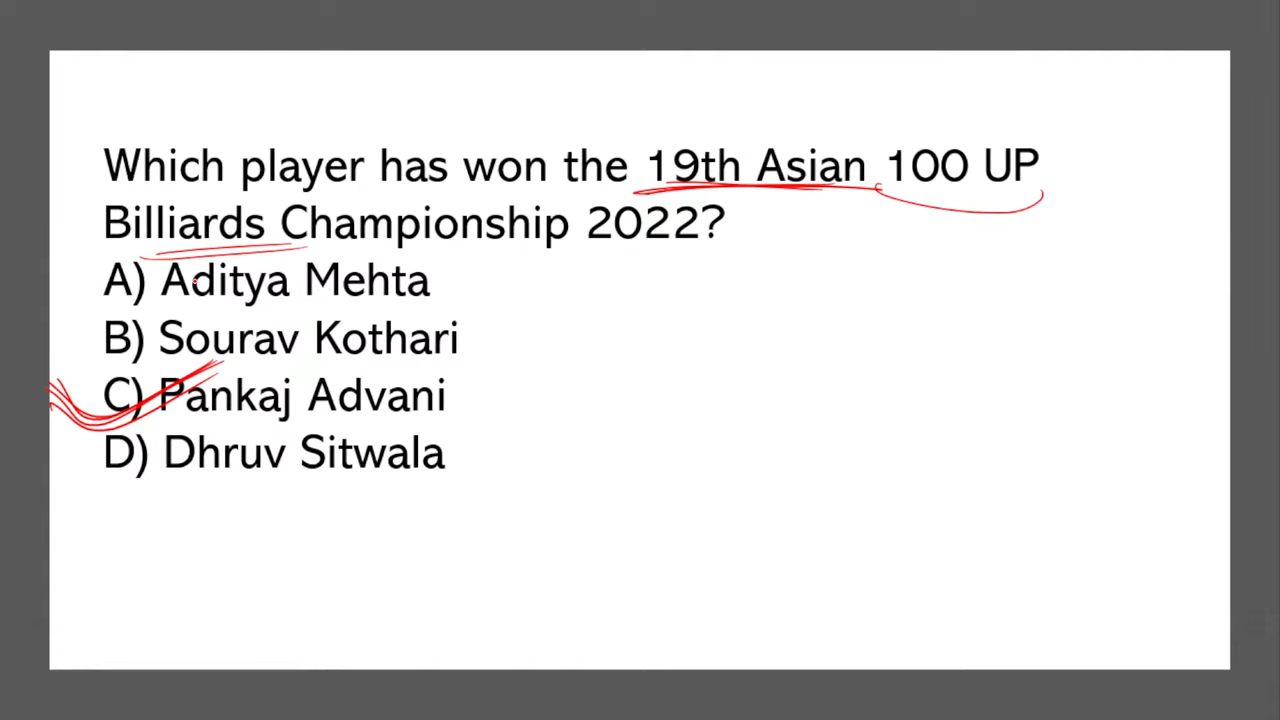 Which player has won the 19th Asian 100 UP
Billiards Championship 2022?
A) Aditya Mehta
B) Sourav Kothari
C) Pankaj Advani
D) Dhruv Sitwala